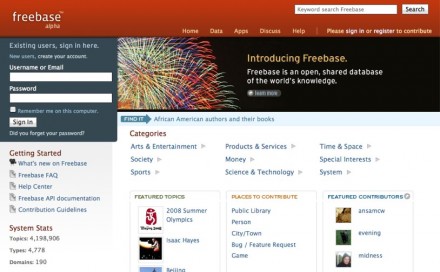 freebase™
alpha
Keyword search Freebase
Search
Home Data Apps Discuss | Please sign in or register to contribute
Existing users, sign in here.
New users, create your account.
Username or Email
Password
Remember me on this computer.
Sign In
Did you forget your password?
Introducing Freebase.
Freebase is an open, shared database
of the world's knowledge.
learn more
FIND IT African American authors and their books
Getting Started
What's new on Freebase
Freebase FAQ
Help Center
Freebase API documentation
Contribution Guidelines
System Stats
Topics: 4,198,906
Types: 4,778
Domains: 190
Categories
Arts & Entertainment
Products & Services
Time & Space
Society
Money
Special Interests
Sports
Science & Technology
System
FEATURED TOPICS
2008 Summer
Olympics
Isaac Hayes
Beijing
PLACES TO CONTRIBUTE
Public Library
Person
City/Town
Bug / Feature Request
Game
FEATURED CONTRIBUTORS
ansamcw
evening
midness